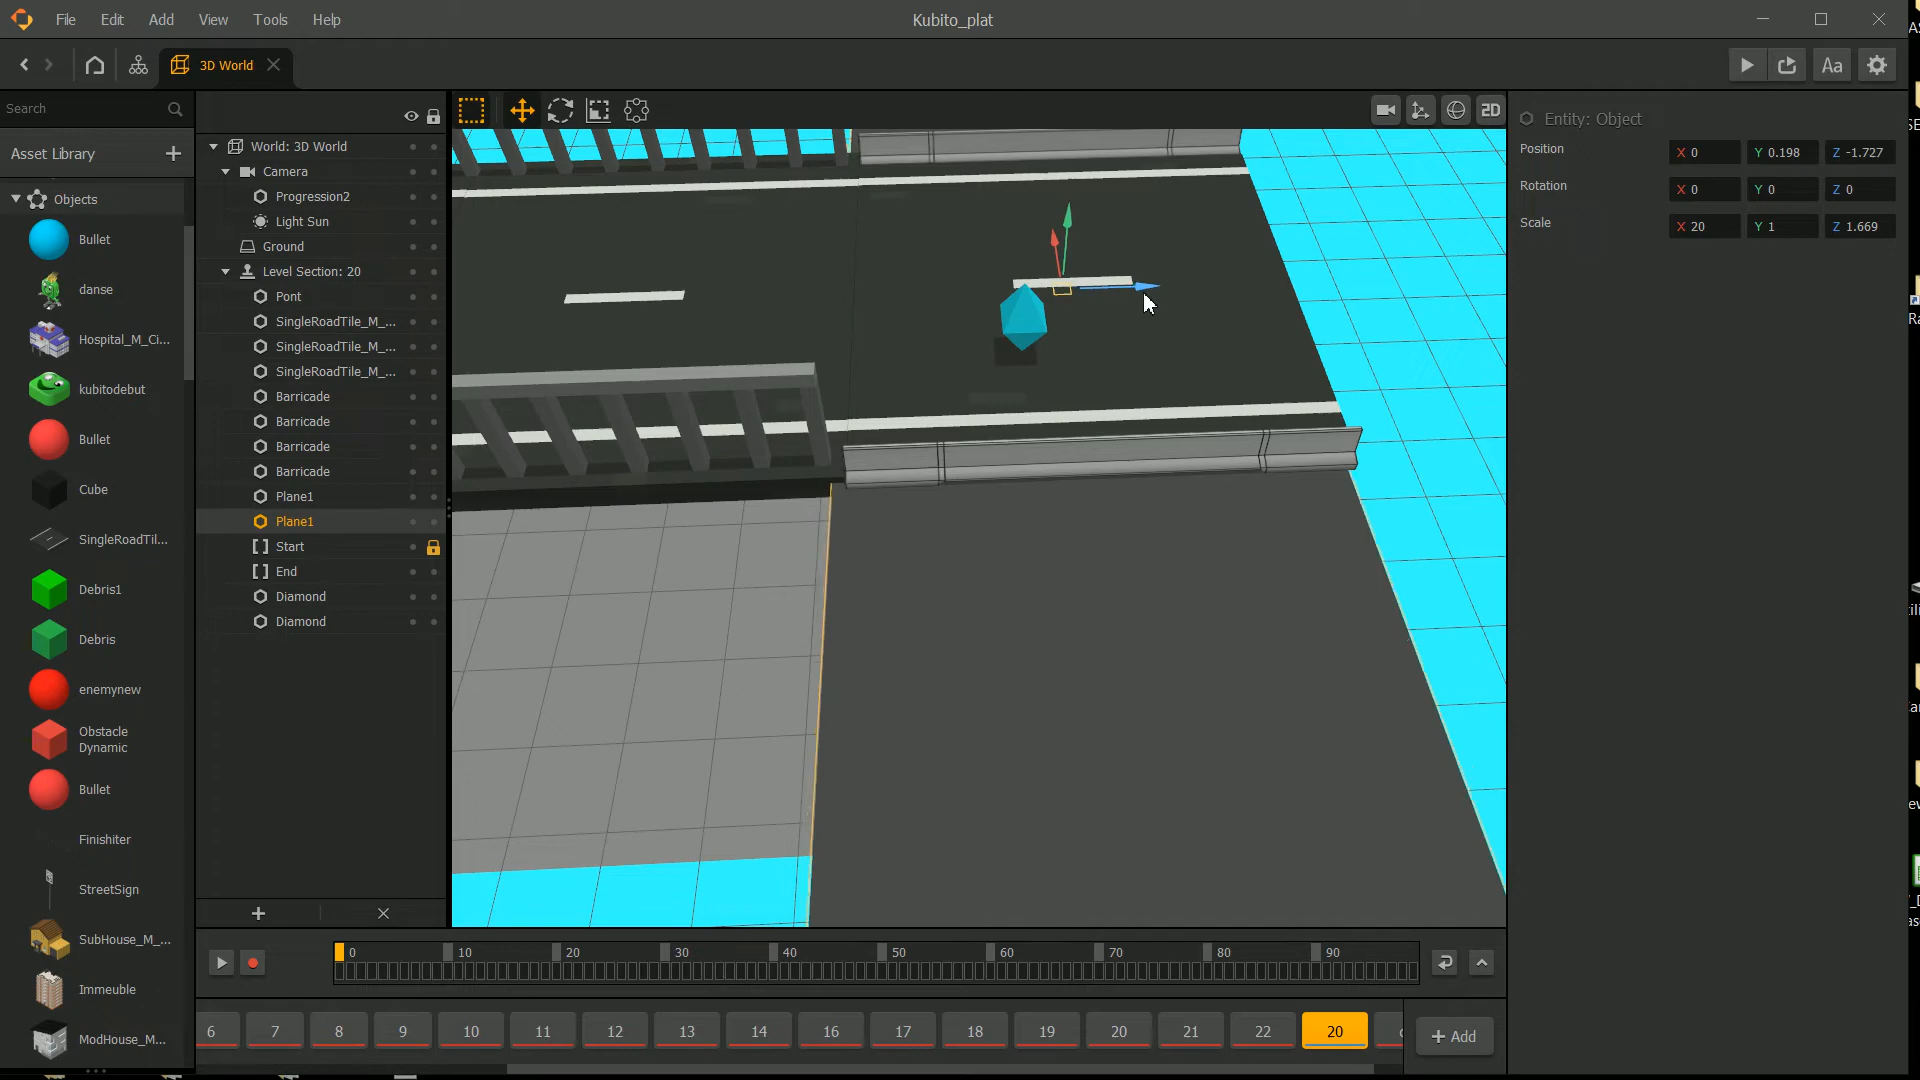 File Edit View Tools Help
Kubito_plat
3D World
Aa
Search
Asset Library
Objects
Bullet
danse
Hospital_M_Ci...
kubitodebut
Bullet
Cube
SingleRoadTil...
Debris1
Debris
enemynew
Obstacle
Dynamic
Bullet
Finishiter
StreetSign
SubHouse_M_...
Immeuble
ModHouse_M...
World: 3D World
Camera
Progression2
Light Sun
Ground
Level Section: 20
Pont
SingleRoadTile_M_...
SingleRoadTile_M_...
SingleRoadTile_M_...
Barricade
Barricade
Barricade
Barricade
Plane1
Plane1
Start
End
Diamond
Diamond
2D
Entity: Object
Position X 0 Y 0.198 Z -1.727
Rotation X 0 Y 0 Z 0
Scale X 20 Y 1 Z 1.669
0 10 20 30 40 50 60 70 80 90
6 7 8 9 10 11 12 13 14 16 17 18 19 20 21 22 20
+ Add